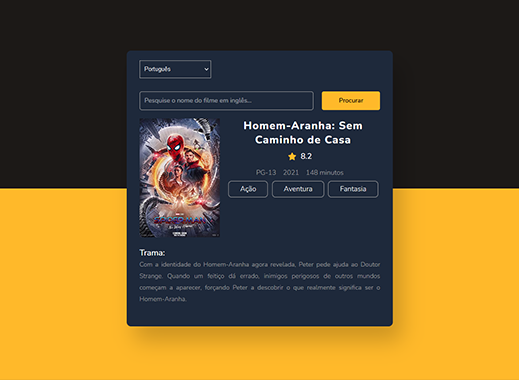 Português
Pesquise o nome do filme em inglês...
Procurar
Homem-Aranha: Sem
Caminho de Casa
8.2
PG-13 2021 148 minutos
Ação Aventura Fantasia
Trama:
Com a identidade do Homem-Aranha agora revelada, Peter pede ajuda ao Doutor
Strange. Quando um feitiço dá errado, inimigos perigosos de outros mundos
começam a aparecer, forçando Peter a descobrir o que realmente significa ser o
Homem-Aranha.